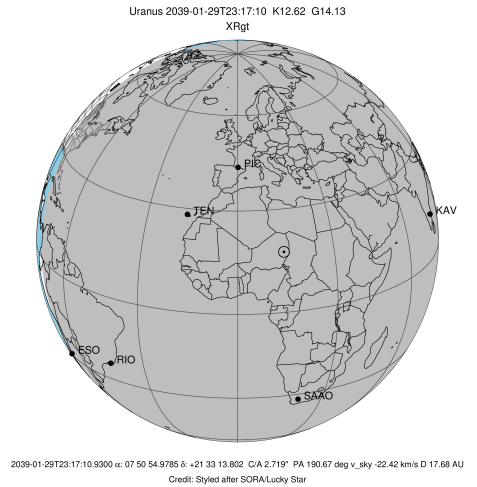 Uranus 2039-01-29T23:17:10 K12.62 G14.13
XRgt
PIC
TEN
KAV
ESO
RIO
SAAO
2039-01-29T23:17:10.9300 α: 07 50 54.9785 δ: +21 33 13.802 C/A 2.719" PA 190.67 deg v_sky -22.42 km/s D 17.68 AU
Credit: Styled after SORA/Lucky Star